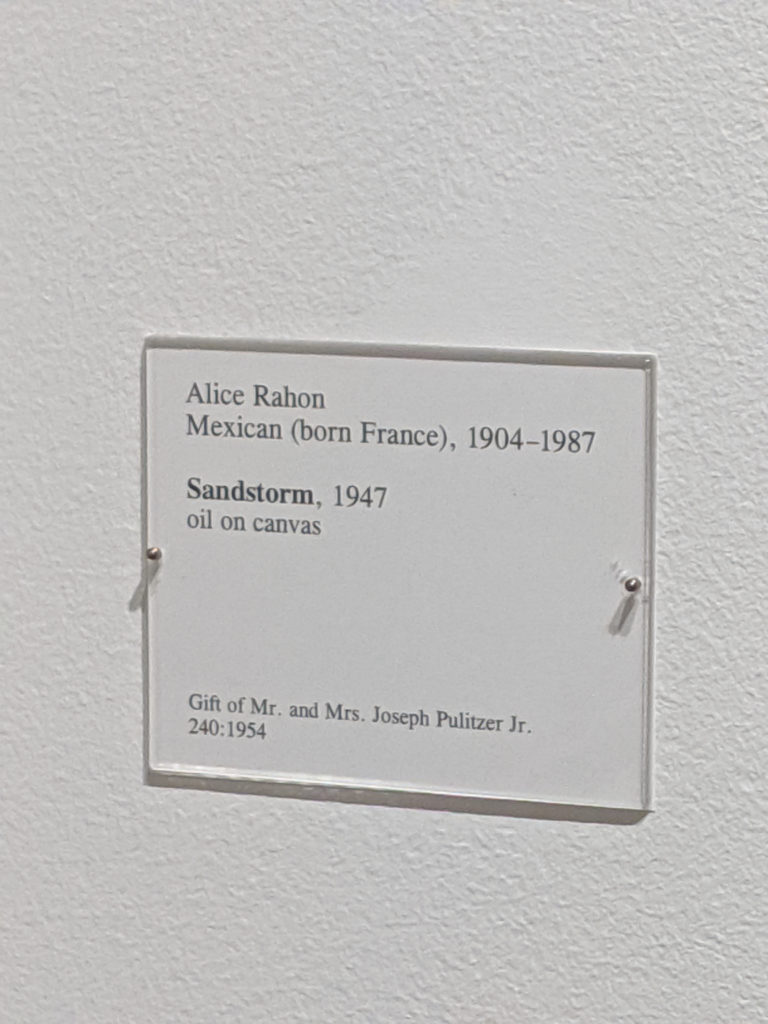 Alice Rahon
Mexican (born France), 1904–1987
Sandstorm, 1947
oil on canvas
Gift of Mr. and Mrs. Joseph Pulitzer Jr.
240:1954